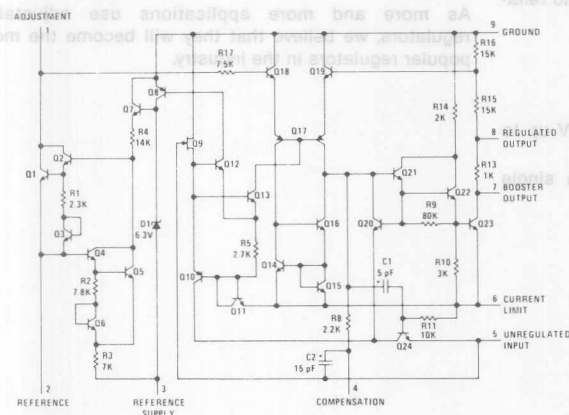 As more and more applications use adjustable
regulators, we believe that they will become the mo
popular regulators in the industry.
single
ADJUSTMENT
1
9
GROUND
R16
15K
R17
7.5K
Q18
Q19
Q8
Q7
R14
2K
R15
15K
R4
14K
Q9
Q17
8
REGULATED
OUTPUT
Q2
Q12
Q1
Q21
R13
1K
Q13
7
BOOSTER
OUTPUT
R1
2.3K
Q22
D1
6.3V
R9
80K
Q20
Q23
Q16
Q3
R5
2.7K
Q4
Q5
Q14
C1
5 pF
R10
3K
R2
7.8K
Q10
Q15
Q11
6
CURRENT
LIMIT
Q6
R8
2.2K
R11
10K
5
UNREGULATED
INPUT
Q24
R3
7K
C2
15 pF
2
3
4
REFERENCE
REFERENCE
SUPPLY
COMPENSATION